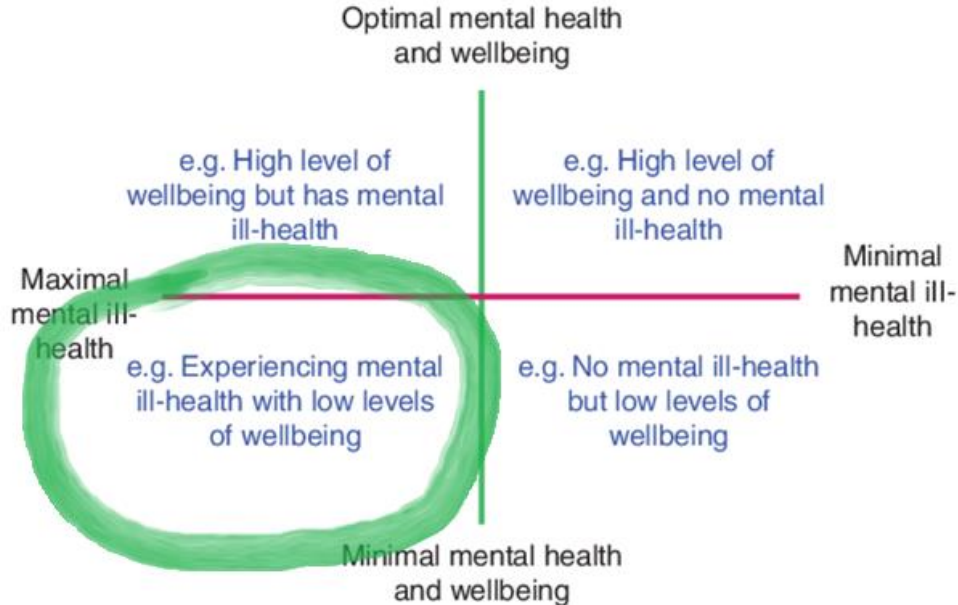 Optimal mental health
and wellbeing
e.g. High level of
wellbeing but has mental
ill-health
e.g. High level of
wellbeing and no mental
ill-health
Maximal
mental ill-
health
Minimal
mental ill-
health
e.g. Experiencing mental
ill-health with low levels
of wellbeing
e.g. No mental ill-health
but low levels of
wellbeing
Minimal mental health
and wellbeing